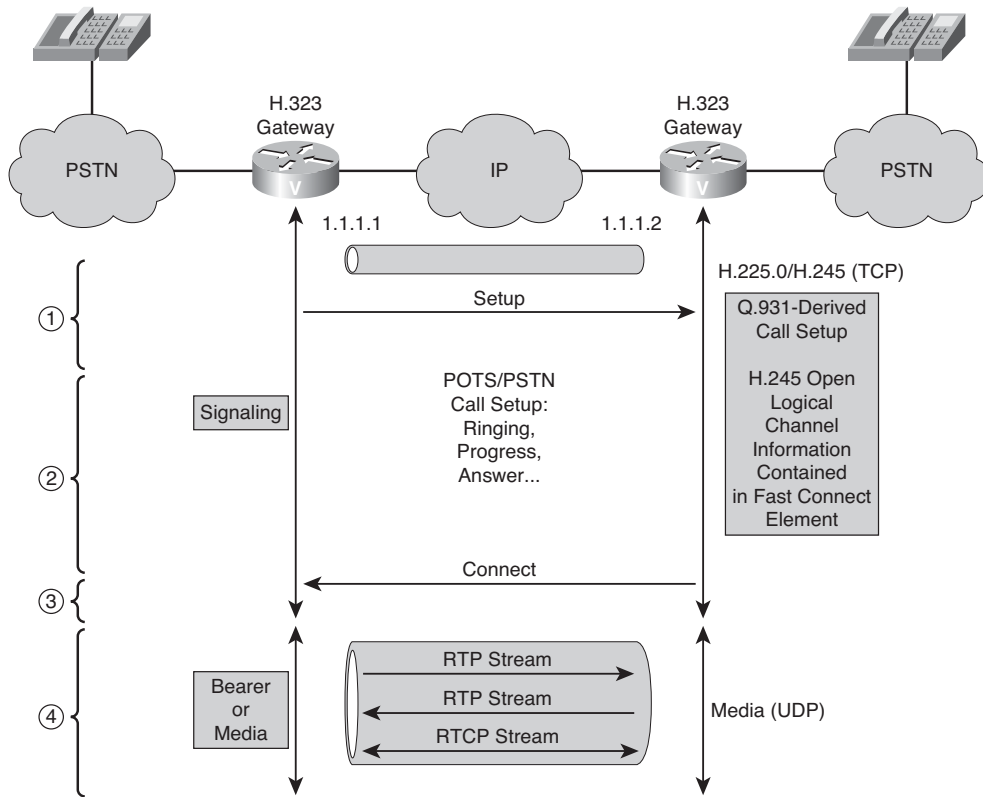 H.323
Gateway
H.323
Gateway
PSTN
V
IP
V
PSTN
1.1.1.1
1.1.1.2
H.225.0/H.245 (TCP)
1
Setup
Q.931-Derived
Call Setup
H.245 Open
Logical
Channel
Information
Contained
in Fast Connect
Element
2
Signaling
POTS/PSTN
Call Setup:
Ringing,
Progress,
Answer...
3
Connect
4
Bearer
or
Media
RTP Stream
RTP Stream
RTCP Stream
Media (UDP)